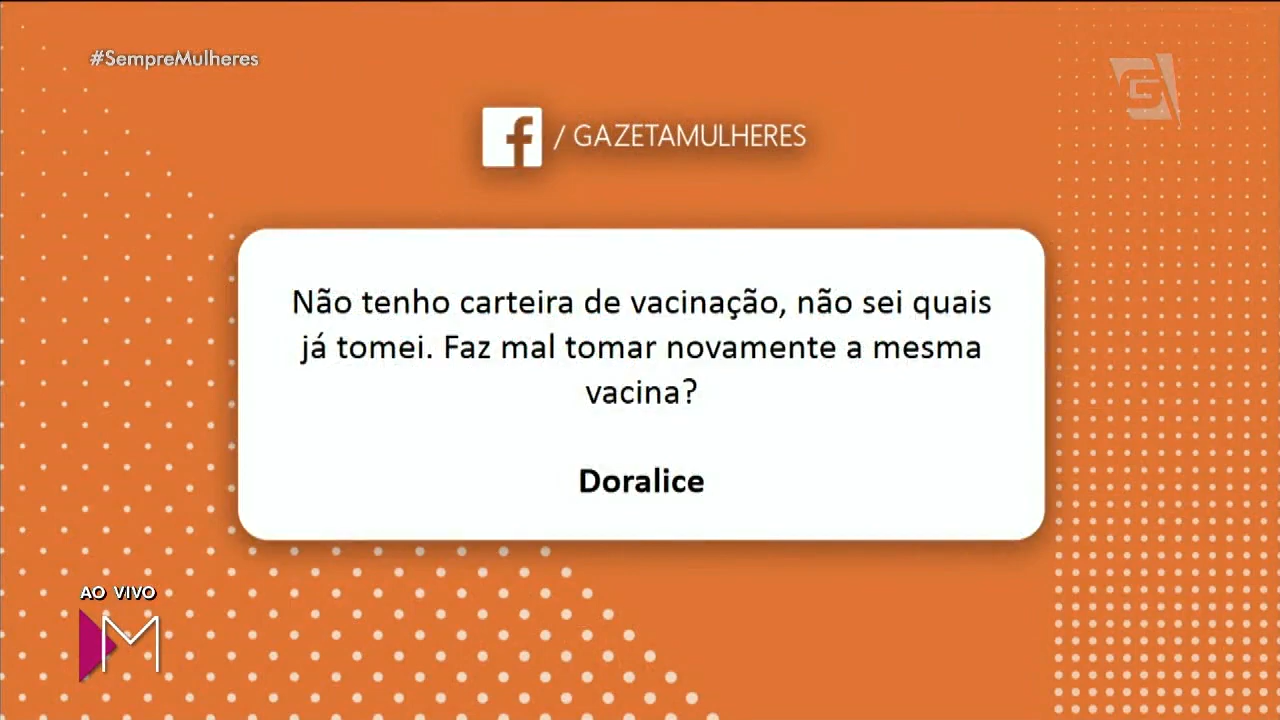 #SempreMulheres
/ GAZETAMULHERES
Não tenho carteira de vacinação, não sei quais
já tomei. Faz mal tomar novamente a mesma
vacina?
Doralice
AO VIVO
M